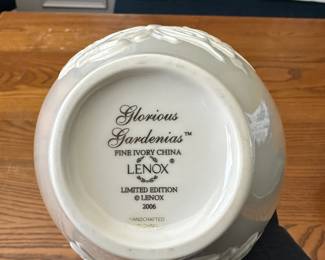 Glorious
Gardenias™
FINE IVORY CHINA
LENOX®
LIMITED EDITION
© LENOX
2006
HANDCRAFTED